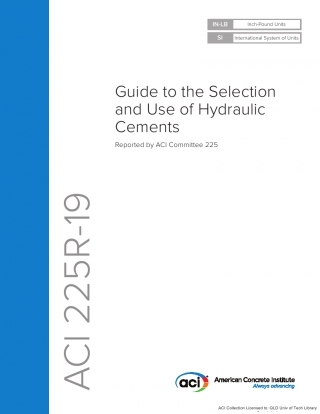 IN-LB Inch-Pound Units
SI International System of Units
Guide to the Selection
and Use of Hydraulic
Cements
Reported by ACI Committee 225
ACI 225R-19
aci American Concrete Institute
Always advancing
ACI Collection Licensed to: QLD Univ of Tech Library